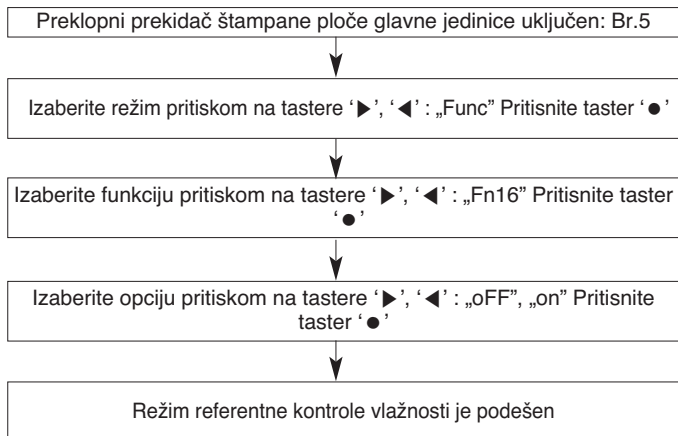 Preklopni prekidač štampane ploče glavne jedinice uključen: Br.5
Izaberite režim pritiskom na tastere ‘▶’, ‘◀’ : „Func” Pritisnite taster ‘●’
Izaberite funkciju pritiskom na tastere ‘▶’, ‘◀’ : „Fn16” Pritisnite taster
‘●’
Izaberite opciju pritiskom na tastere ‘▶’, ‘◀’ : „oFF”, „on” Pritisnite
taster ‘●’
Režim referentne kontrole vlažnosti je podešen